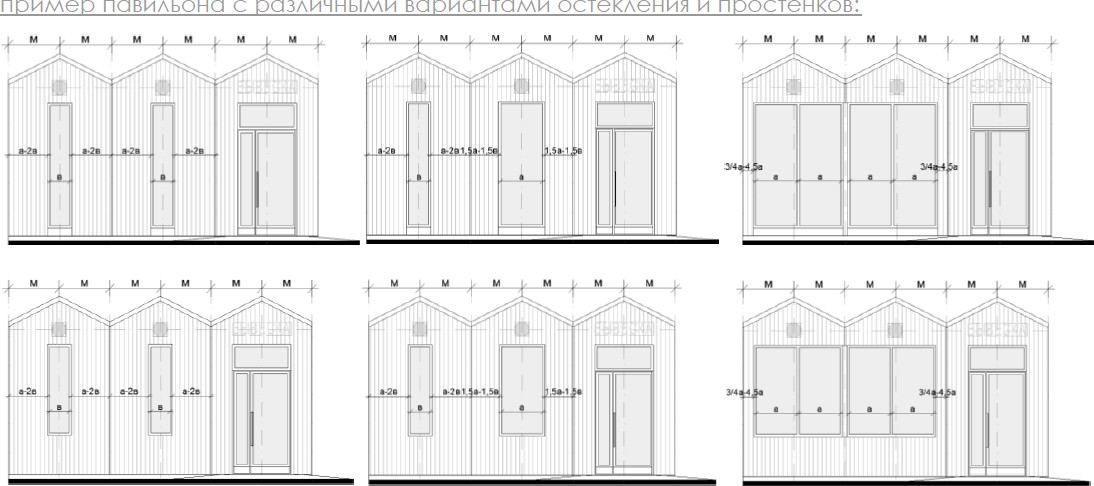 пример павильона с различными вариантами остекления и простенков:
М М М М М М
М М М М М М
М М М М М М
а-2в а-2в а-2в а-2в
в в
а-2в а-2в 1,5а-1,5в 1,5а-1,5в
в а
3/4а-4,5а 3/4а-4,5а
а а а а
М М М М М М
М М М М М М
М М М М М М
а-2в а-2в а-2в а-2в
в в
а-2в а-2в 1,5а-1,5в 1,5а-1,5в
в а
3/4а-4,5а 3/4а-4,5а
а а а а